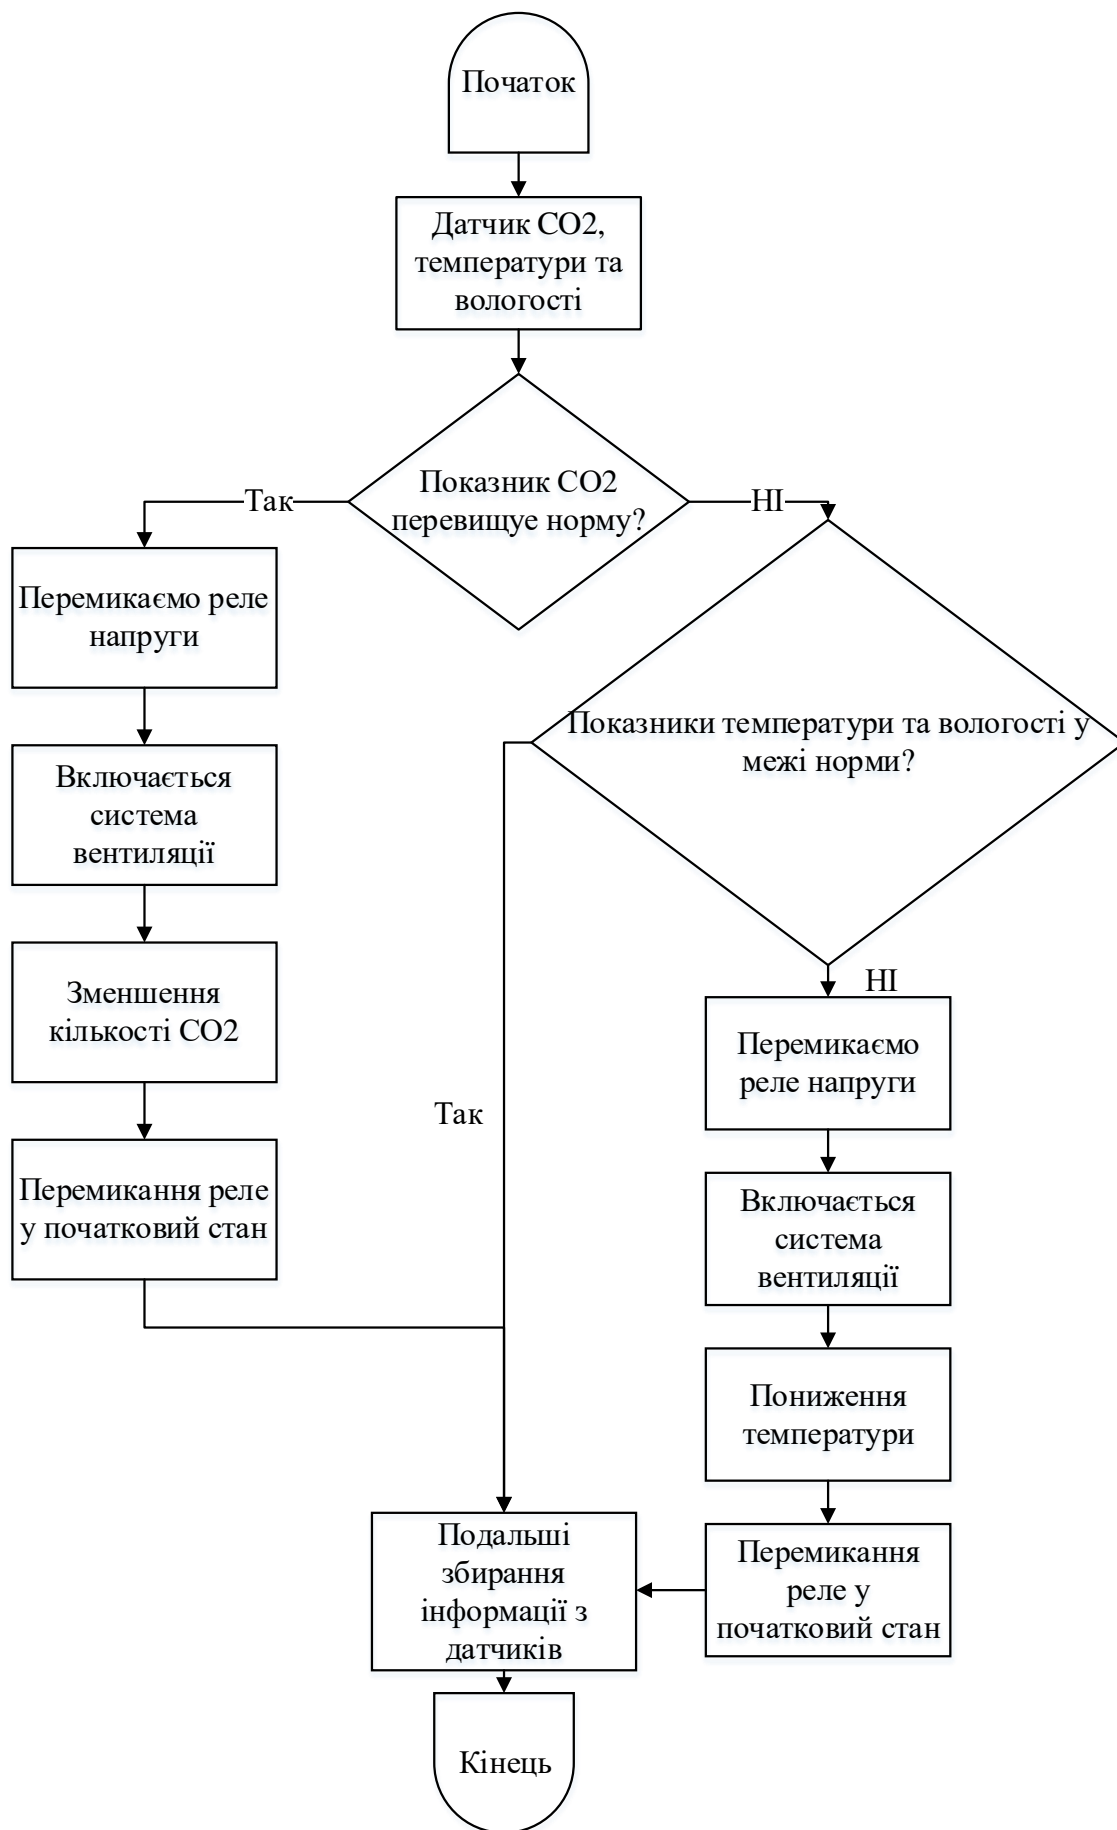 Початок
Датчик СО2,
температури та
вологості
Показник СО2
перевищує норму?
Так
НІ
Перемикаємо реле
напруги
Включається
система
вентиляції
Зменшення
кількості СО2
Перемикання реле
у початковий стан
Показники температури та вологості у
межі норми?
Так
НІ
Перемикаємо
реле напруги
Включається
система
вентиляції
Пониження
температури
Перемикання
реле у
початковий стан
Подальші
збирання
інформації з
датчиків
Кінець